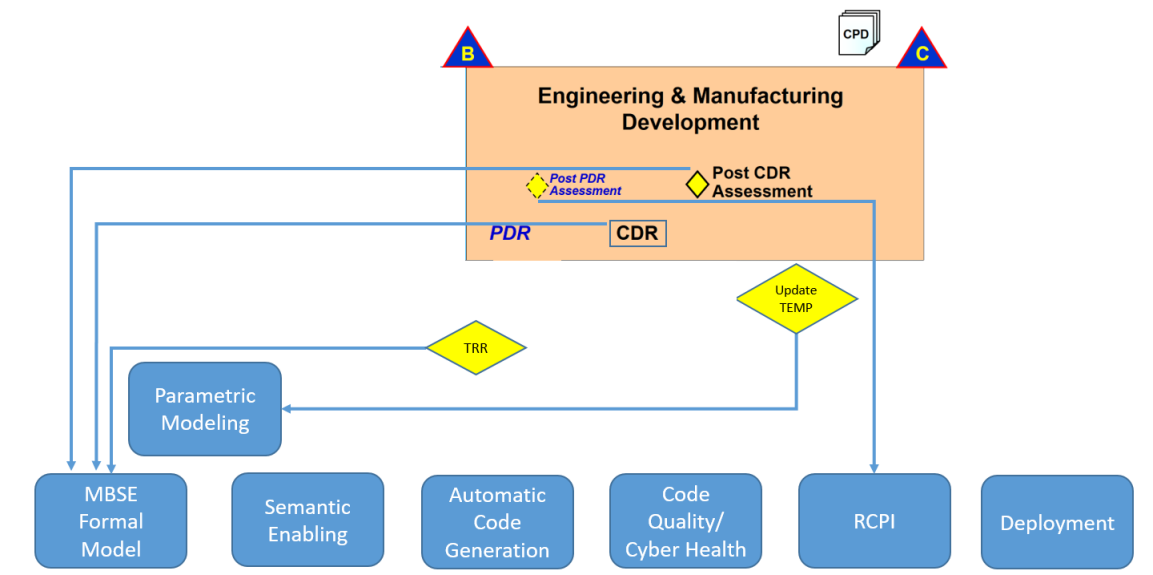 CPD
B
C
Engineering & Manufacturing
Development
Post PDR
Assessment
Post CDR
Assessment
PDR
CDR
Update
TEMP
TRR
Parametric
Modeling
MBSE
Formal
Model
Semantic
Enabling
Automatic
Code
Generation
Code
Quality/
Cyber Health
RCPI
Deployment